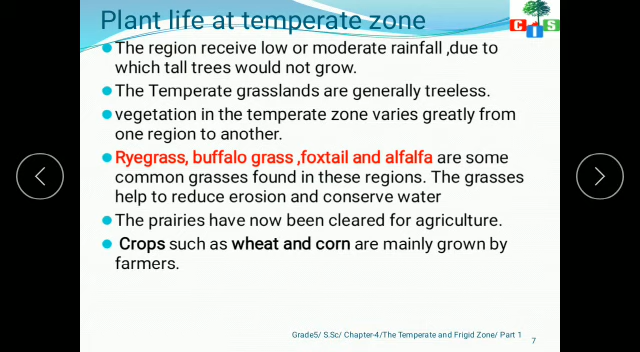 Plant life at temperate zone
CIS
The region receive low or moderate rainfall ,due to
which tall trees would not grow.
The Temperate grasslands are generally treeless.
vegetation in the temperate zone varies greatly from
one region to another.
Ryegrass, buffalo grass ,foxtail and alfalfa are some
common grasses found in these regions. The grasses
help to reduce erosion and conserve water
The prairies have now been cleared for agriculture.
Crops such as wheat and corn are mainly grown by
farmers.
Grade5/ S.Sc/ Chapter-4/The Temperate and Frigid Zone/ Part 1
7